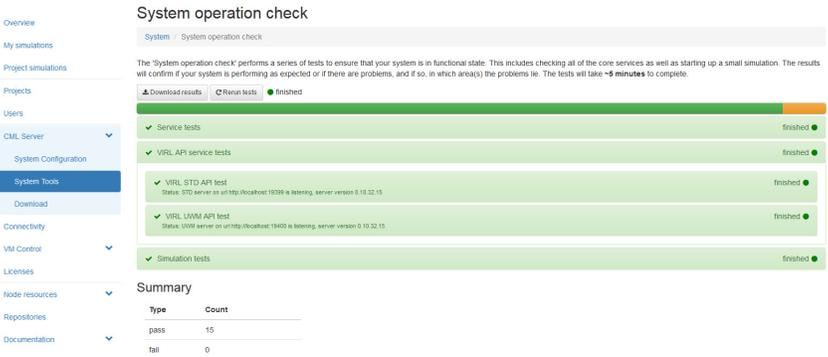 System operation check
Overview
My simulations
Project simulations
Projects
Users
CML Server
System Configuration
System Tools
Download
Connectivity
VM Control
Licenses
Node resources
Repositories
Documentation
System / System operation check
The 'System operation check' performs a series of tests to ensure that your system is in functional state. This includes checking all of the core services as well as starting up a small simulation. The results
will confirm if your system is performing as expected or if there are problems, and if so, in which area(s) the problems lie. The tests will take ~5 minutes to complete.
Download results Rerun tests finished
Service tests finished
VIRL API service tests finished
VIRL STD API test finished
Status: STD server on url http://localhost:19399 is listening, server version 0.10.32.15
VIRL UWM API test finished
Status: UWM server on url http://localhost:19400 is listening, server version 0.10.32.15
Simulation tests finished
Summary
Type Count
pass 15
fail 0